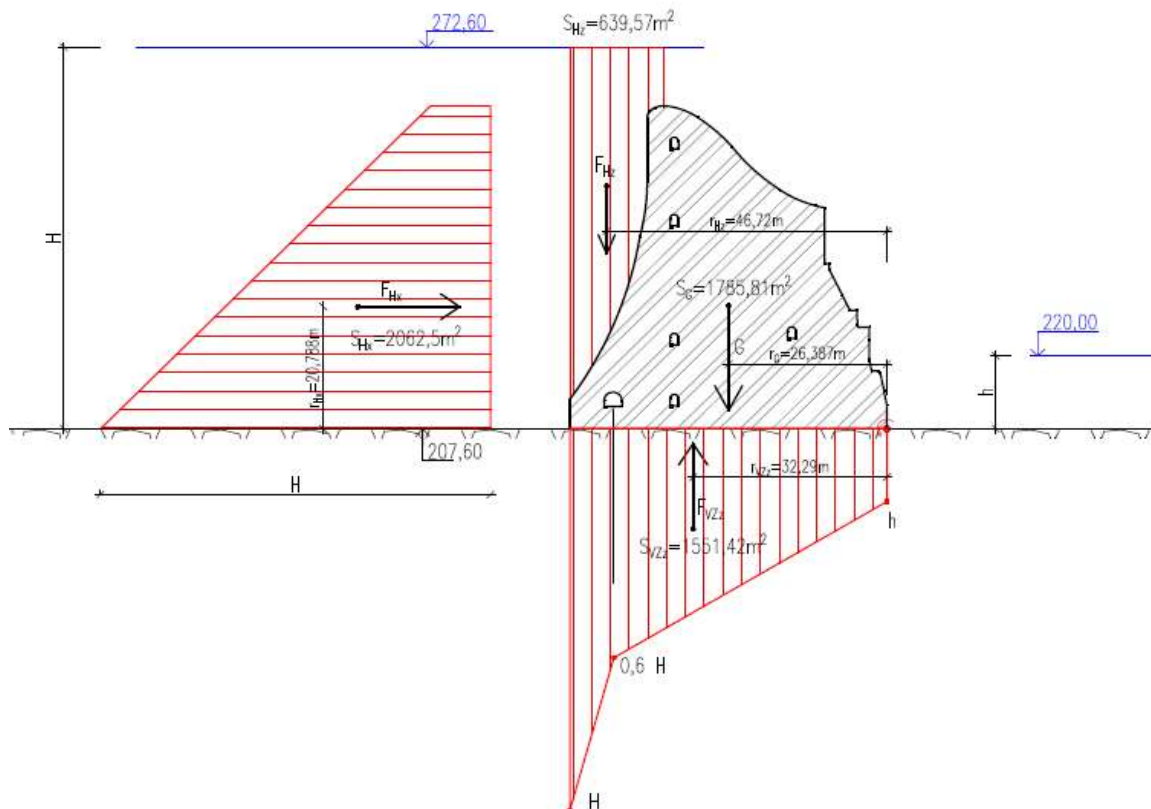 S_Hz=639,57m²
272,60
H
F_Hz
r_Hz=46,72m
F_Hx
S_Hx=2062,5m²
r_Hx=20,788m
S_G=1785,81m²
G
r_G=26,387m
220,00
h
207,60
H
r_VZz=32,29m
F_VZz
h
S_VZz=1551,42m²
0,6 H
H